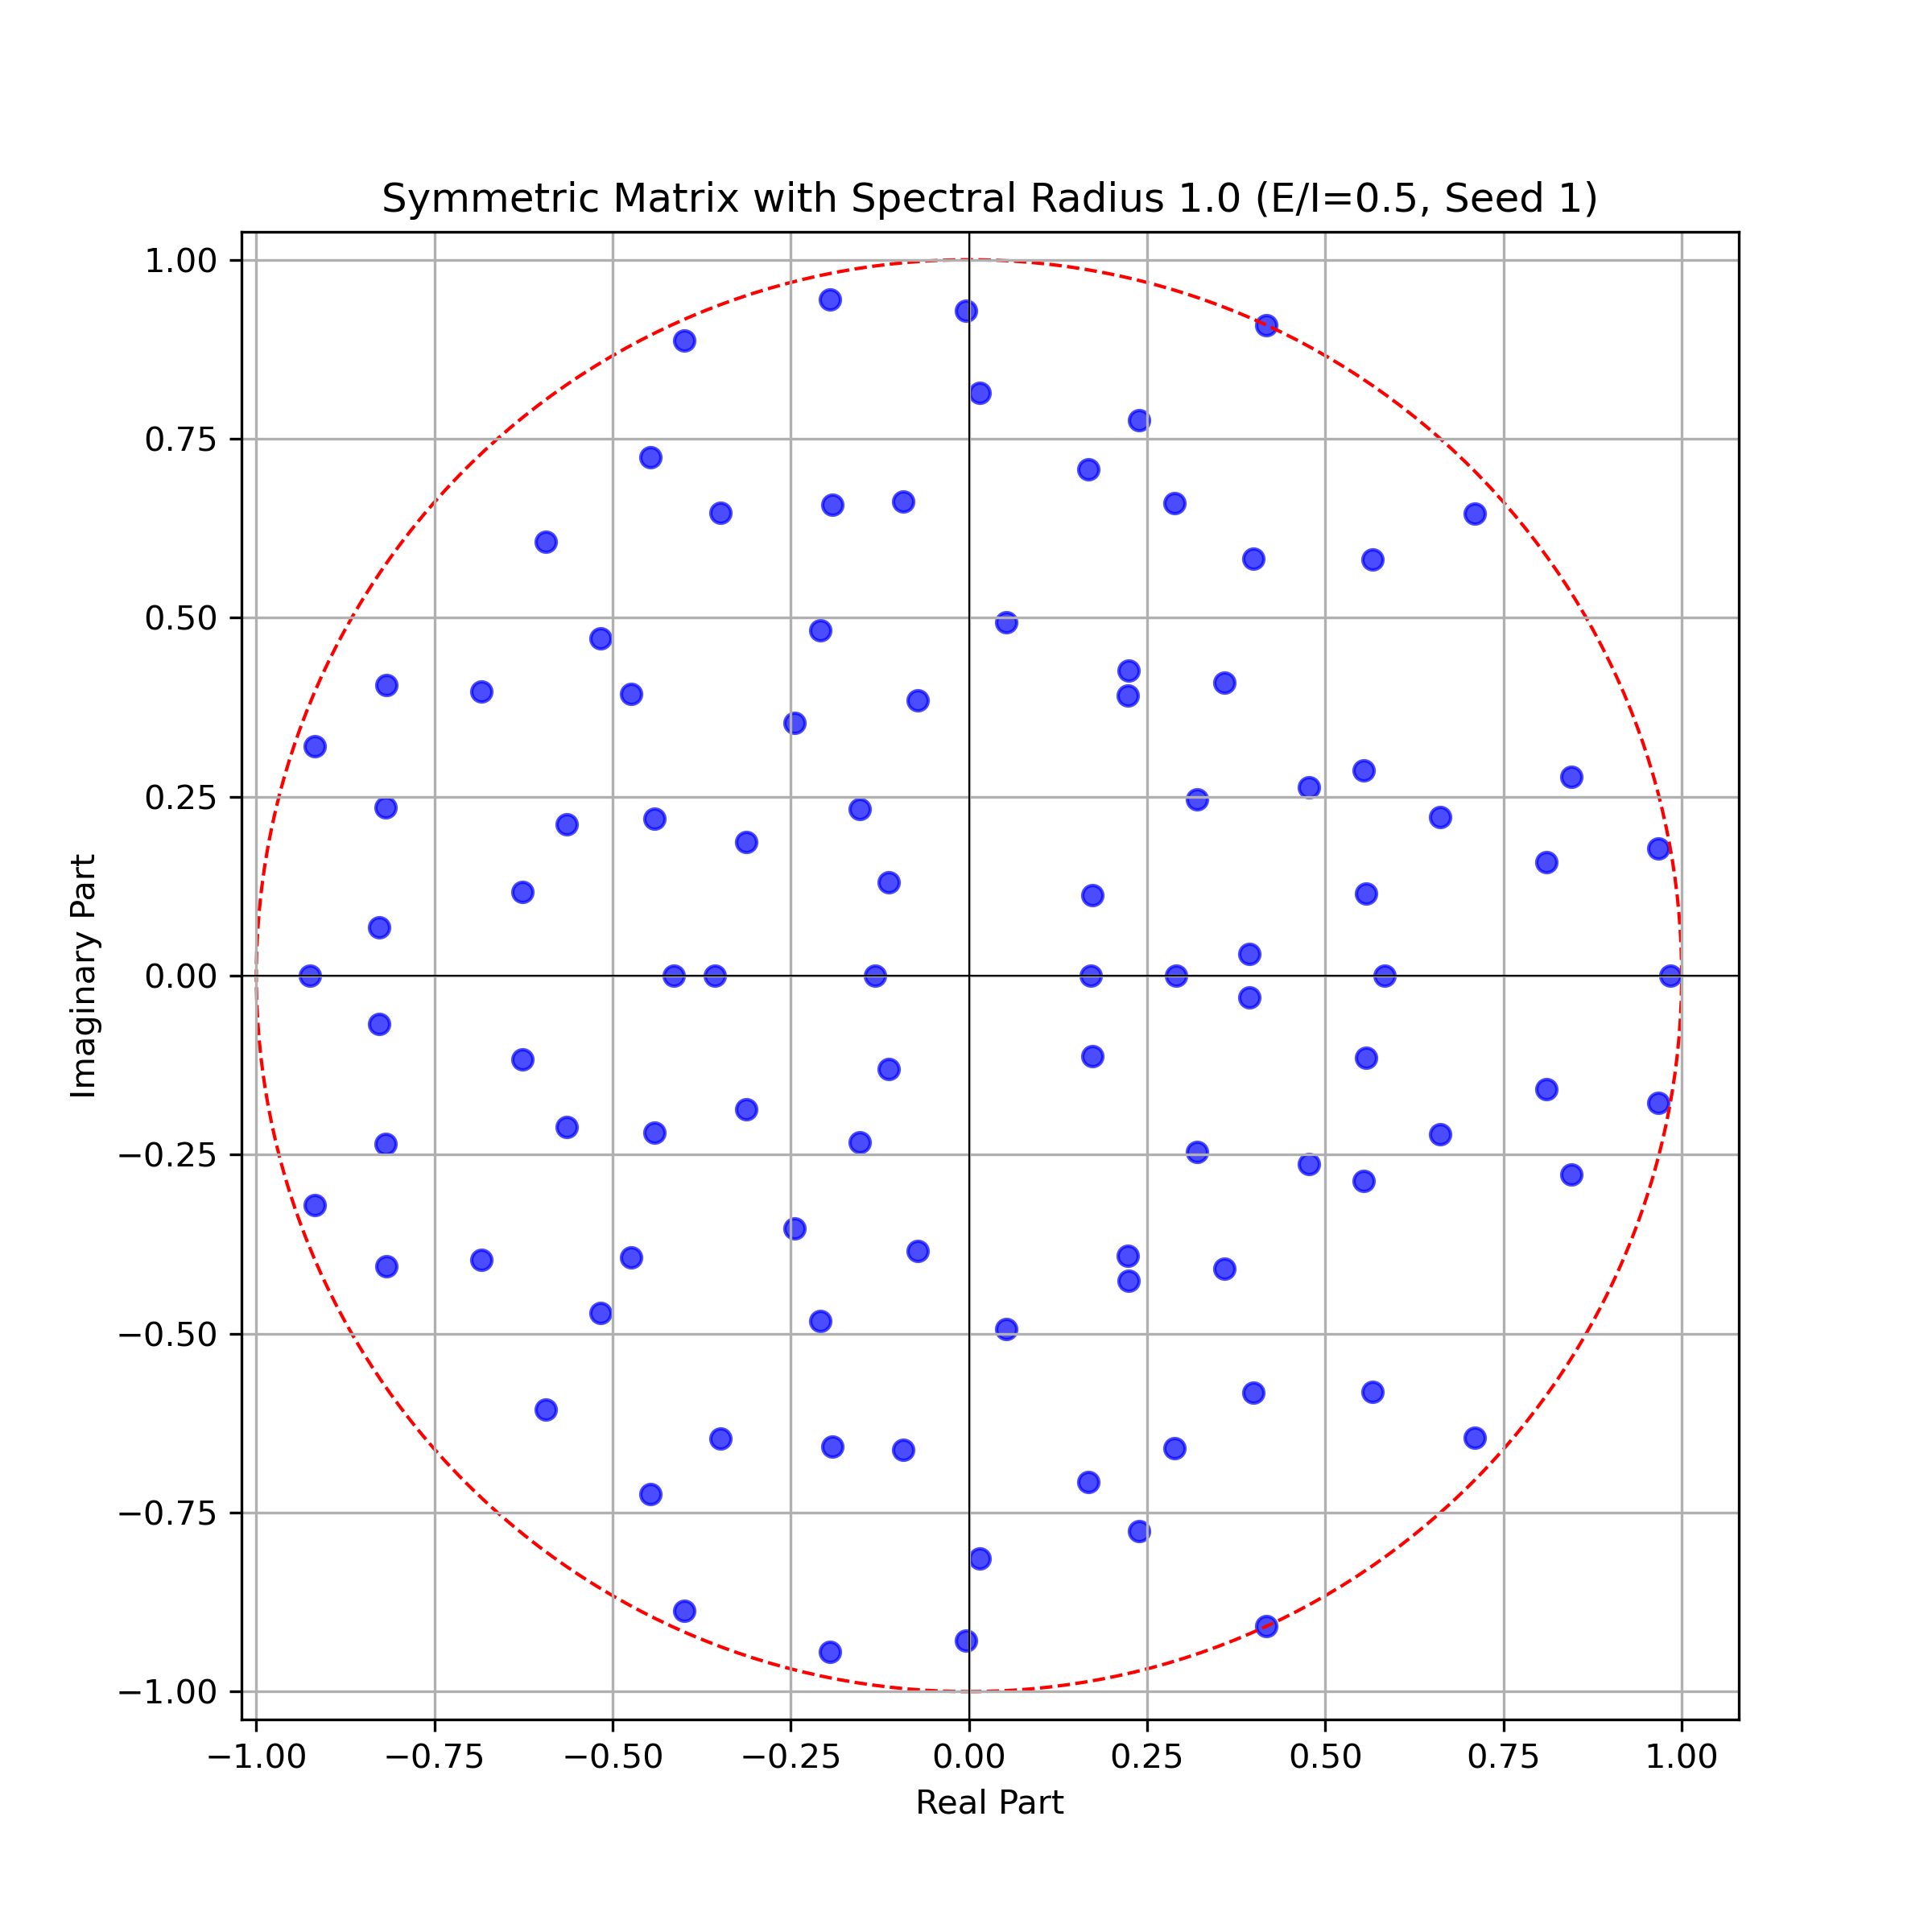 Symmetric Matrix with Spectral Radius 1.0 (E/I=0.5, Seed 1)
1.00
0.75
0.50
0.25
0.00
−0.25
−0.50
−0.75
−1.00
Imaginary Part
−1.00 −0.75 −0.50 −0.25 0.00 0.25 0.50 0.75 1.00
Real Part